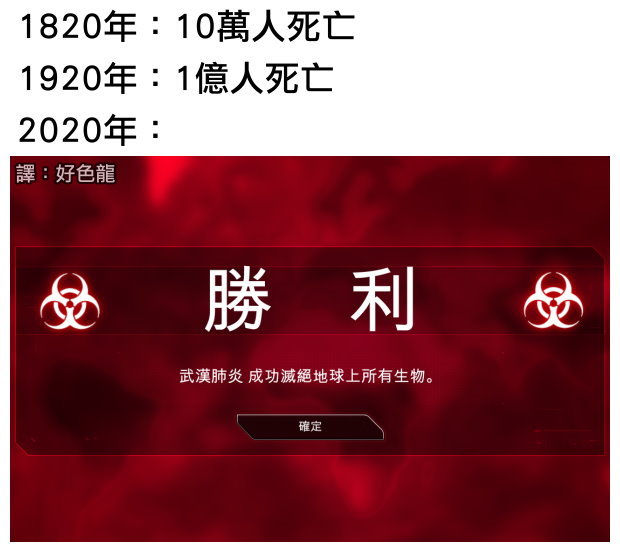 1820年：10萬人死亡
1920年：1億人死亡
2020年：
譯：好色龍
勝 利
武漢肺炎 成功滅絕地球上所有生物。
確定